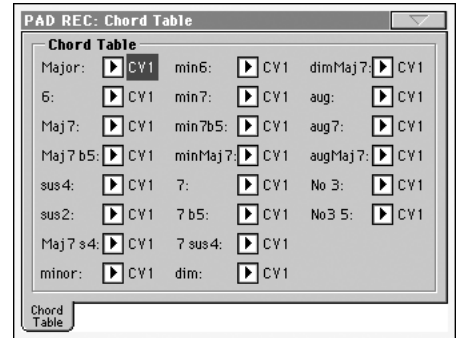 PAD REC: Chord Table
Chord Table
Major: CV1 min6: CV1 dimMaj7: CV1
6: CV1 min7: CV1 aug: CV1
Maj7: CV1 min7b5: CV1 aug7: CV1
Maj7b5: CV1 minMaj7: CV1 augMaj7: CV1
sus4: CV1 7: CV1 No 3: CV1
sus2: CV1 7b5: CV1 No3 5: CV1
Maj7 s4: CV1 7 sus4: CV1
minor: CV1 dim: CV1
Chord
Table